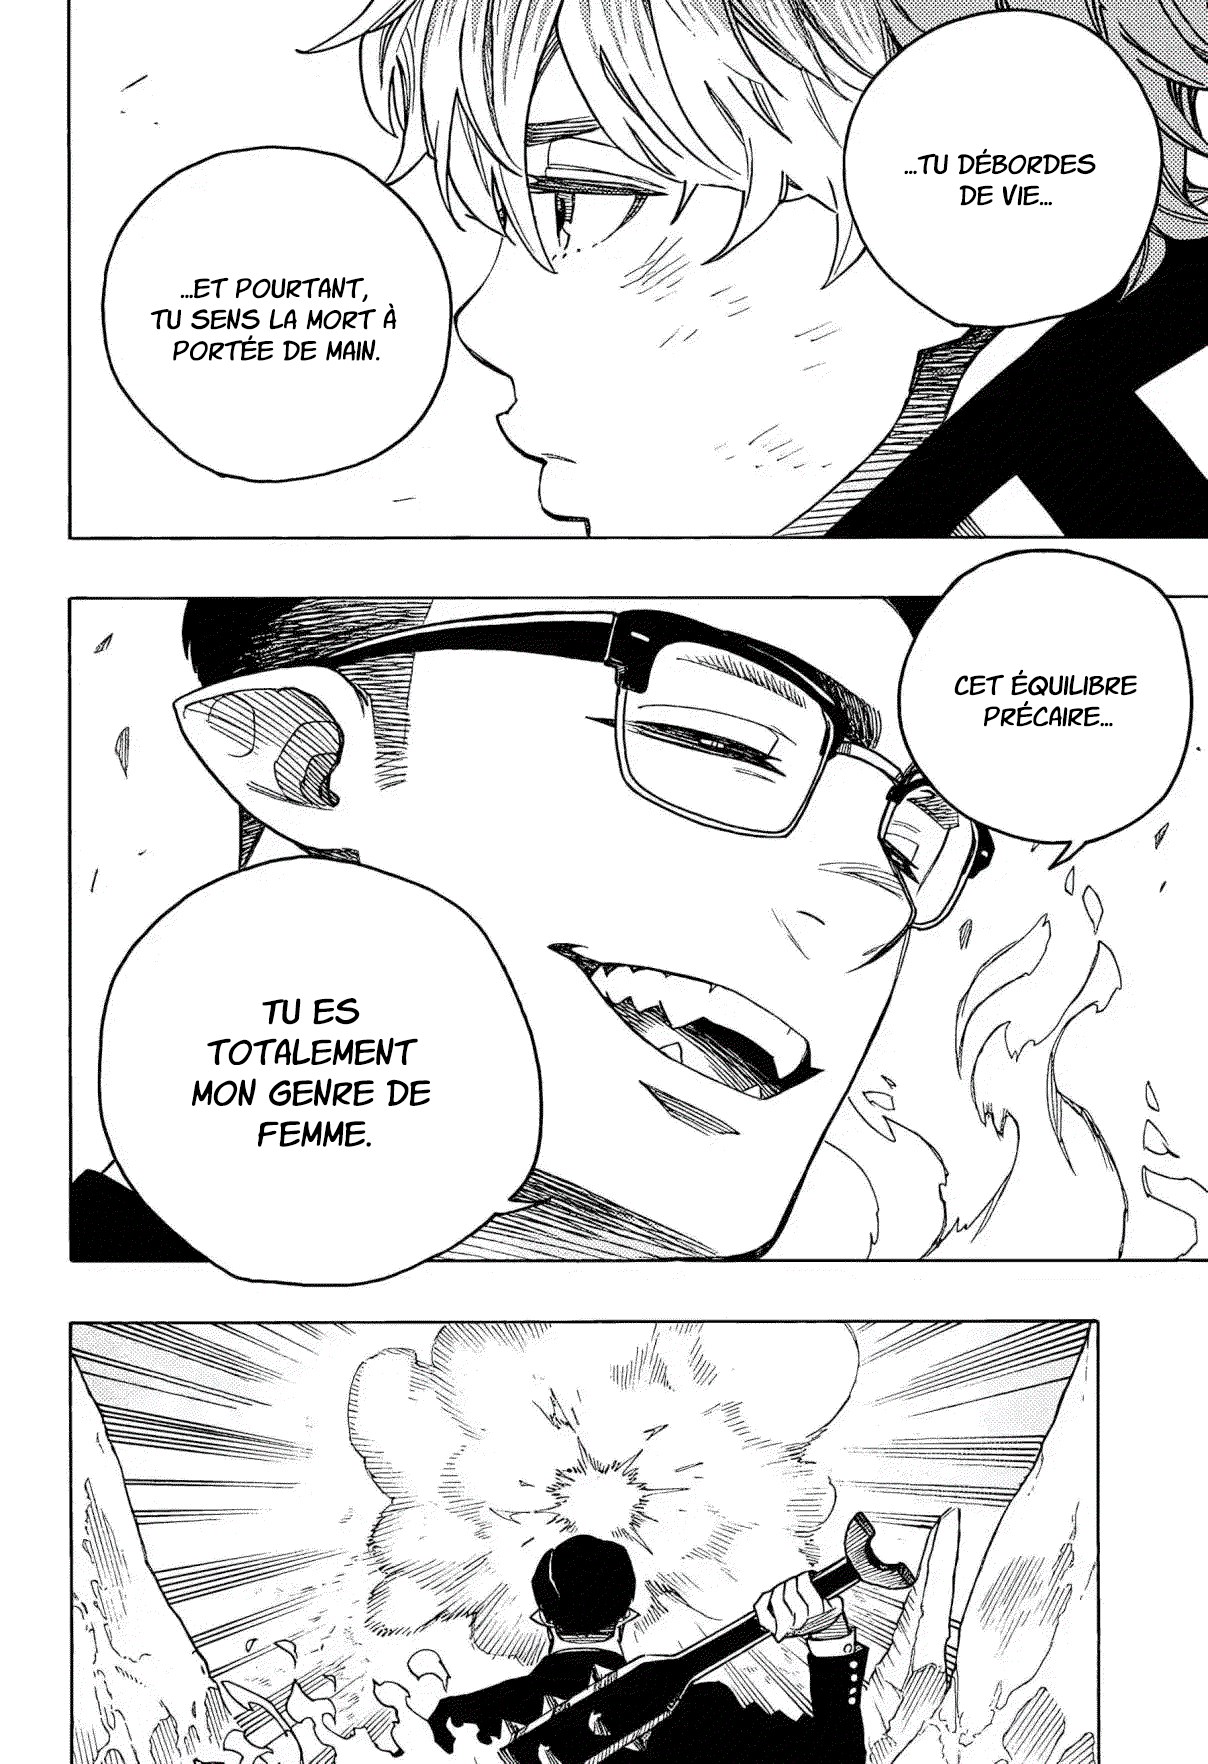 ...TU DÉBORDES
DE VIE...
...ET POURTANT,
TU SENS LA MORT À
PORTÉE DE MAIN.
CET ÉQUILIBRE
PRÉCAIRE...
TU ES
TOTALEMENT
MON GENRE DE
FEMME.